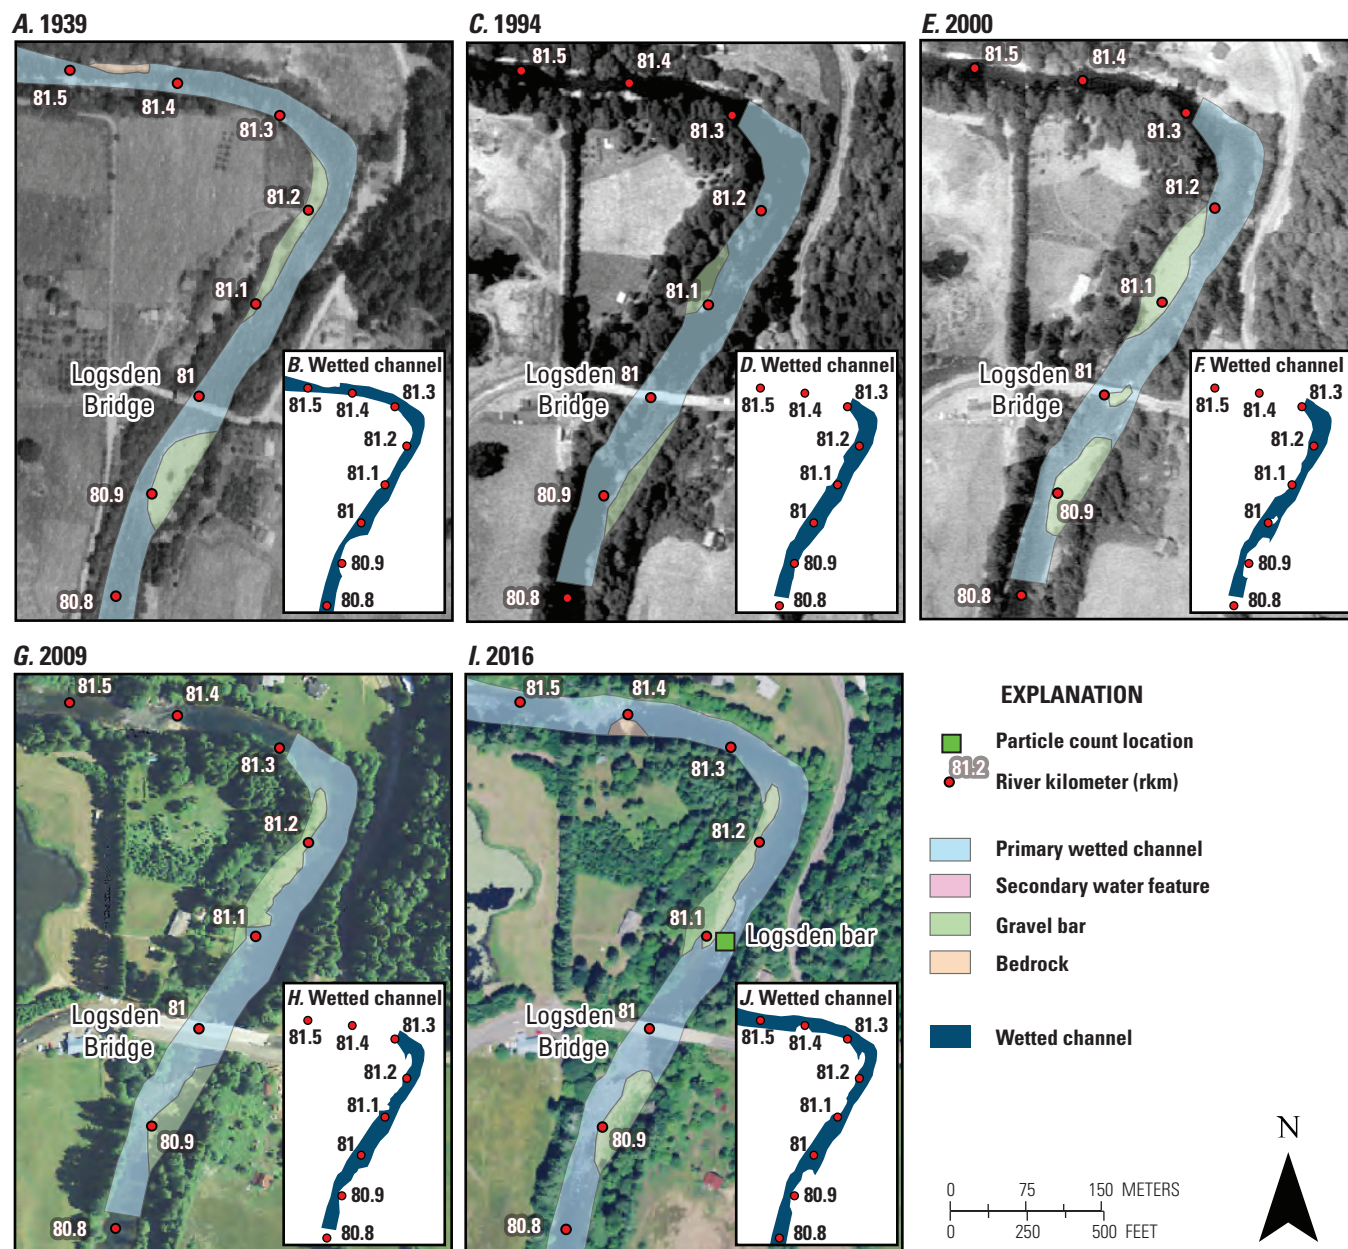 A. 1939
81.5
81.4
81.3
81.2
81.1
81
Logsden
Bridge
80.9
80.8
B. Wetted channel
81.3
81.5
81.4
81.2
81.1
81
80.9
80.8
C. 1994
81.5
81.4
81.3
81.2
81.1
81
Logsden
Bridge
80.9
80.8
D. Wetted channel
81.3
81.5
81.4
81.2
81.1
81
80.9
80.8
E. 2000
81.5
81.4
81.3
81.2
81.1
81
Logsden
Bridge
80.9
80.8
F. Wetted channel
81.3
81.5
81.4
81.2
81.1
81
80.9
80.8
G. 2009
81.5
81.4
81.3
81.2
81.1
81
Logsden
Bridge
80.9
80.8
H. Wetted channel
81.3
81.5
81.4
81.2
81.1
81
80.9
80.8
I. 2016
81.5
81.4
81.3
81.2
81.1
Logsden bar
81
Logsden
Bridge
80.9
80.8
J. Wetted channel
81.3
81.5
81.4
81.2
81.1
81
80.9
80.8
EXPLANATION
Particle count location
81.2
River kilometer (rkm)
Primary wetted channel
Secondary water feature
Gravel bar
Bedrock
Wetted channel
0 75 150 METERS
0 250 500 FEET
N